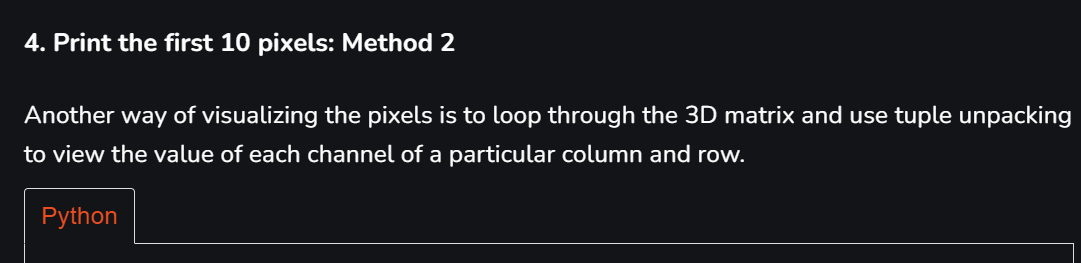 4. Print the first 10 pixels: Method 2
Another way of visualizing the pixels is to loop through the 3D matrix and use tuple unpacking
to view the value of each channel of a particular column and row.
Python